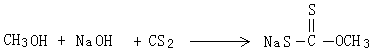 S
CH3OH + NaOH + CS2 ⟶ NaS-C-OCH3